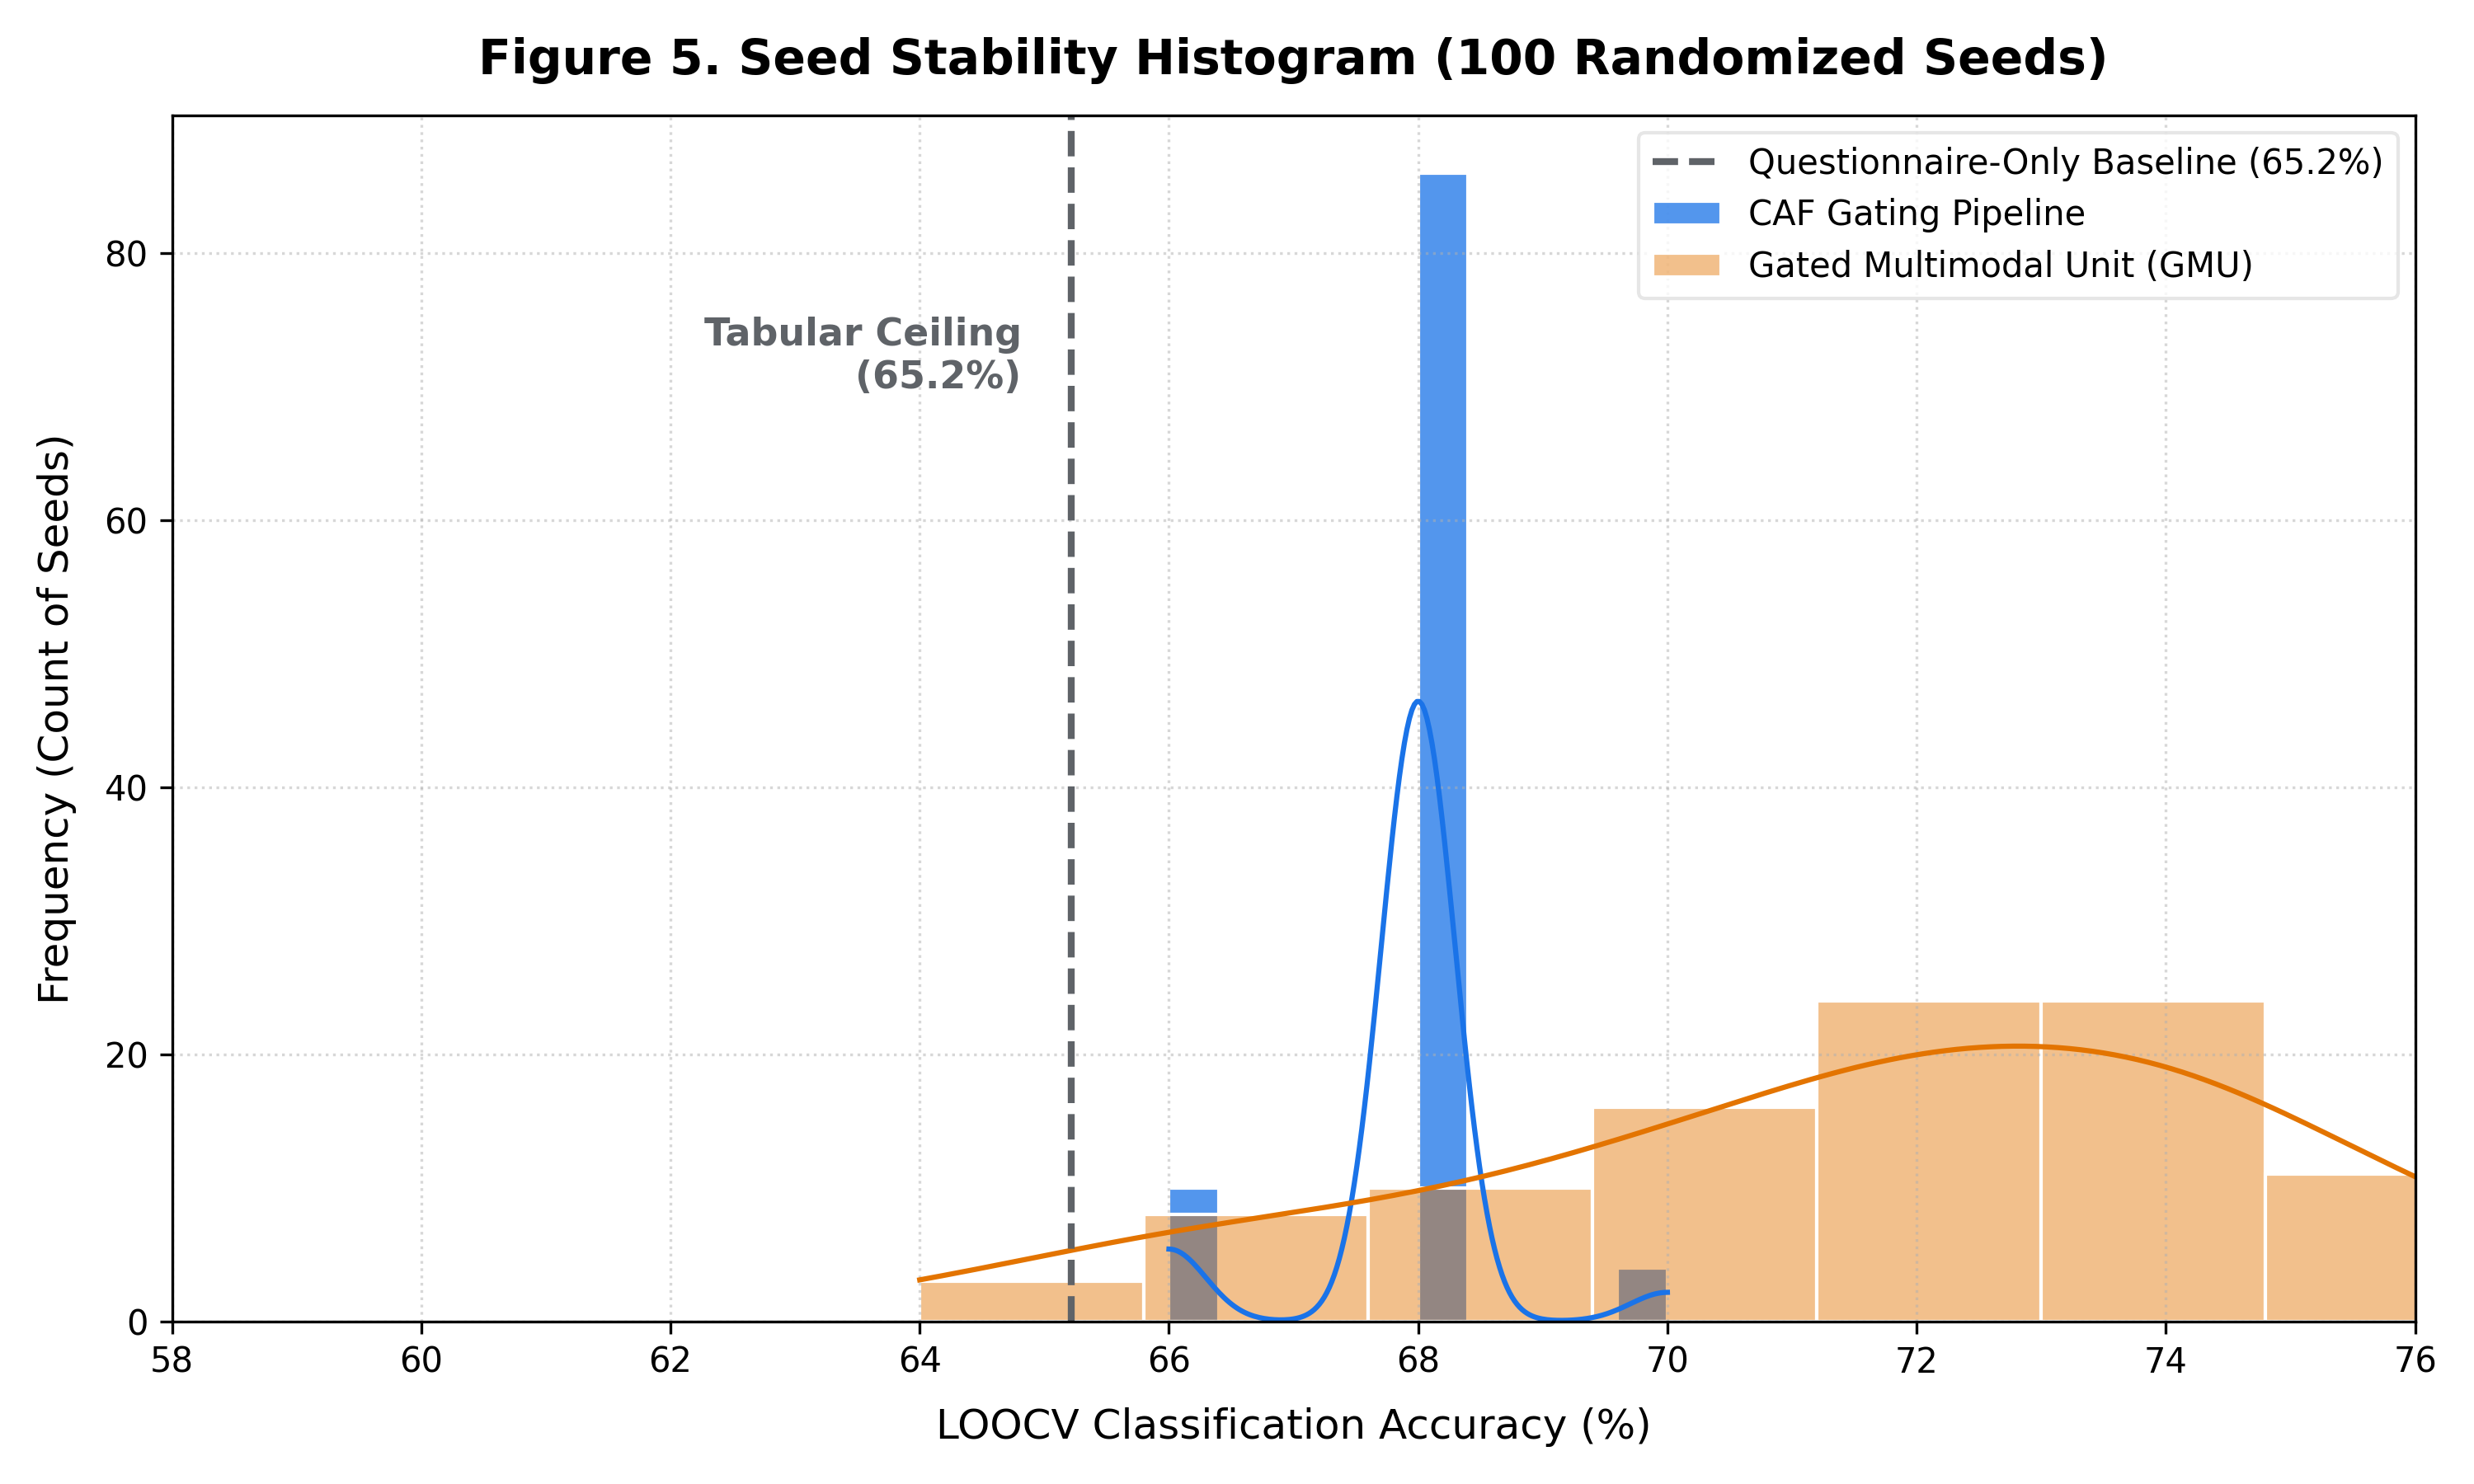 Figure 5. Seed Stability Histogram (100 Randomized Seeds)
Questionnaire-Only Baseline (65.2%)
CAF Gating Pipeline
Gated Multimodal Unit (GMU)
Tabular Ceiling
(65.2%)
Frequency (Count of Seeds)
80
60
40
20
0
58 60 62 64 66 68 70 72 74 76
LOOCV Classification Accuracy (%)